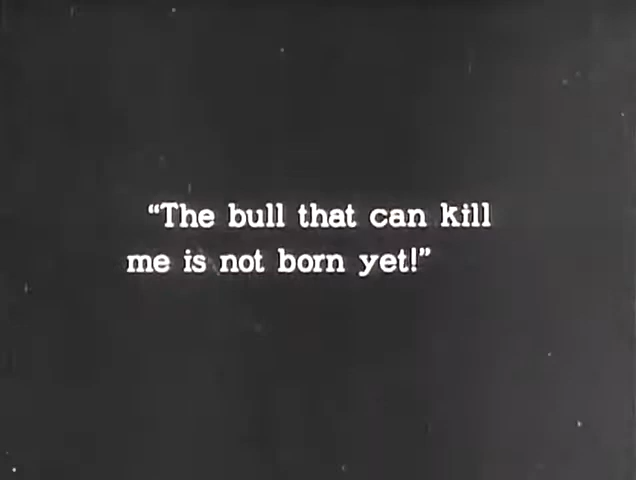 “The bull that can kill
me is not born yet!”